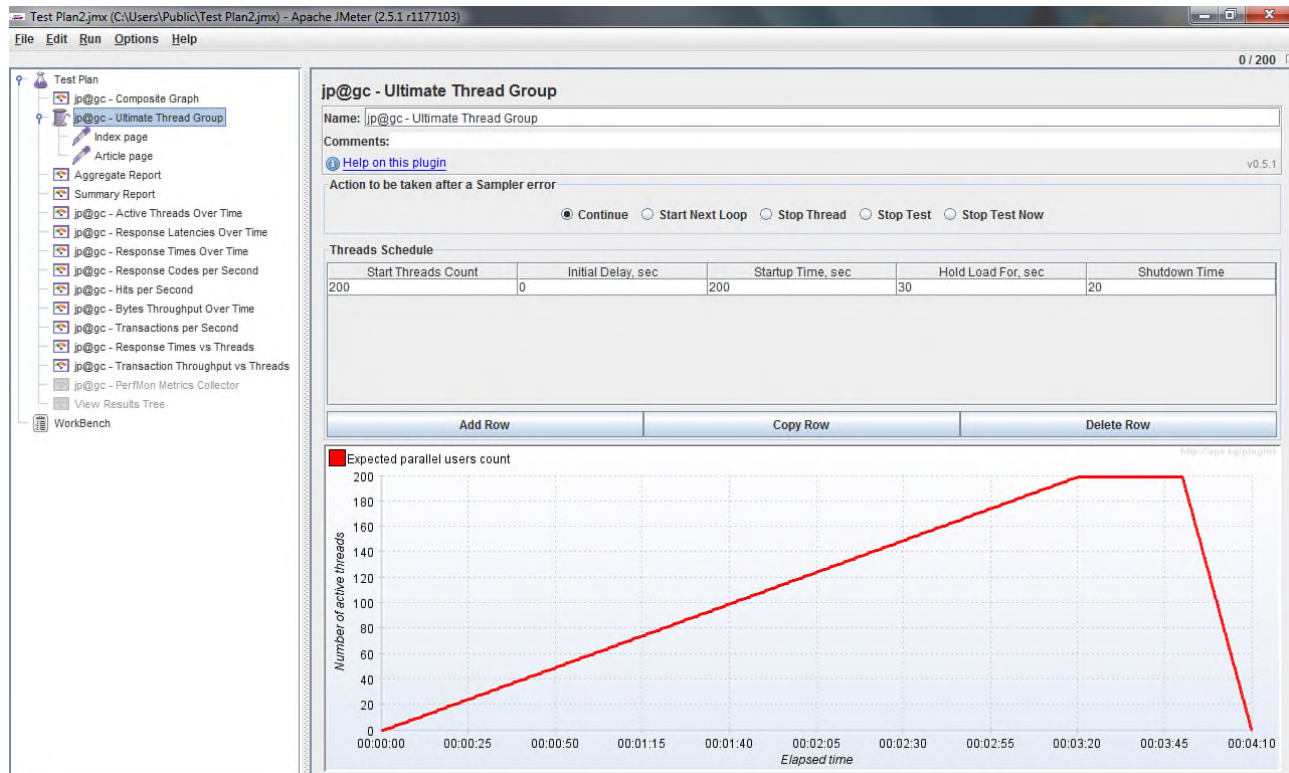 Test Plan2.jmx (C:\Users\Public\Test Plan2.jmx) - Apache JMeter (2.5.1 r1177103)
File Edit Run Options Help
0 / 200
Test Plan
jp@gc - Composite Graph
jp@gc - Ultimate Thread Group
Index page
Article page
Aggregate Report
Summary Report
jp@gc - Active Threads Over Time
jp@gc - Response Latencies Over Time
jp@gc - Response Times Over Time
jp@gc - Response Codes per Second
jp@gc - Hits per Second
jp@gc - Bytes Throughput Over Time
jp@gc - Transactions per Second
jp@gc - Response Times vs Threads
jp@gc - Transaction Throughput vs Threads
jp@gc - PerfMon Metrics Collector
View Results Tree
WorkBench
jp@gc - Ultimate Thread Group
Name: jp@gc - Ultimate Thread Group
Comments:
Help on this plugin v0.5.1
Action to be taken after a Sampler error
Continue Start Next Loop Stop Thread Stop Test Stop Test Now
Threads Schedule
Start Threads Count Initial Delay, sec Startup Time, sec Hold Load For, sec Shutdown Time
200 0 200 30 20
Add Row Copy Row Delete Row
Expected parallel users count
200
180
160
140
120
100
80
60
40
20
0
Number of active threads
00:00:00 00:00:25 00:00:50 00:01:15 00:01:40 00:02:05 00:02:30 00:02:55 00:03:20 00:03:45 00:04:10
Elapsed time